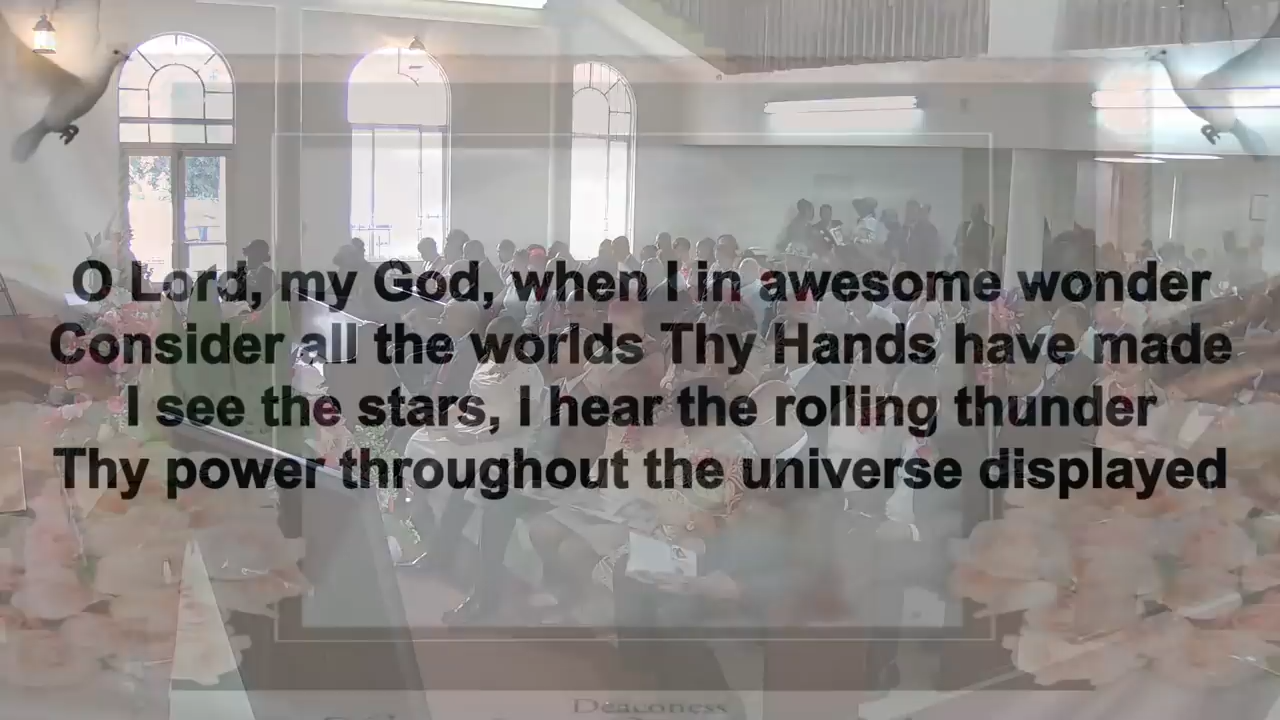 O Lord, my God, when I in awesome wonder
Consider all the worlds Thy Hands have made
I see the stars, I hear the rolling thunder
Thy power throughout the universe displayed
Deaconess